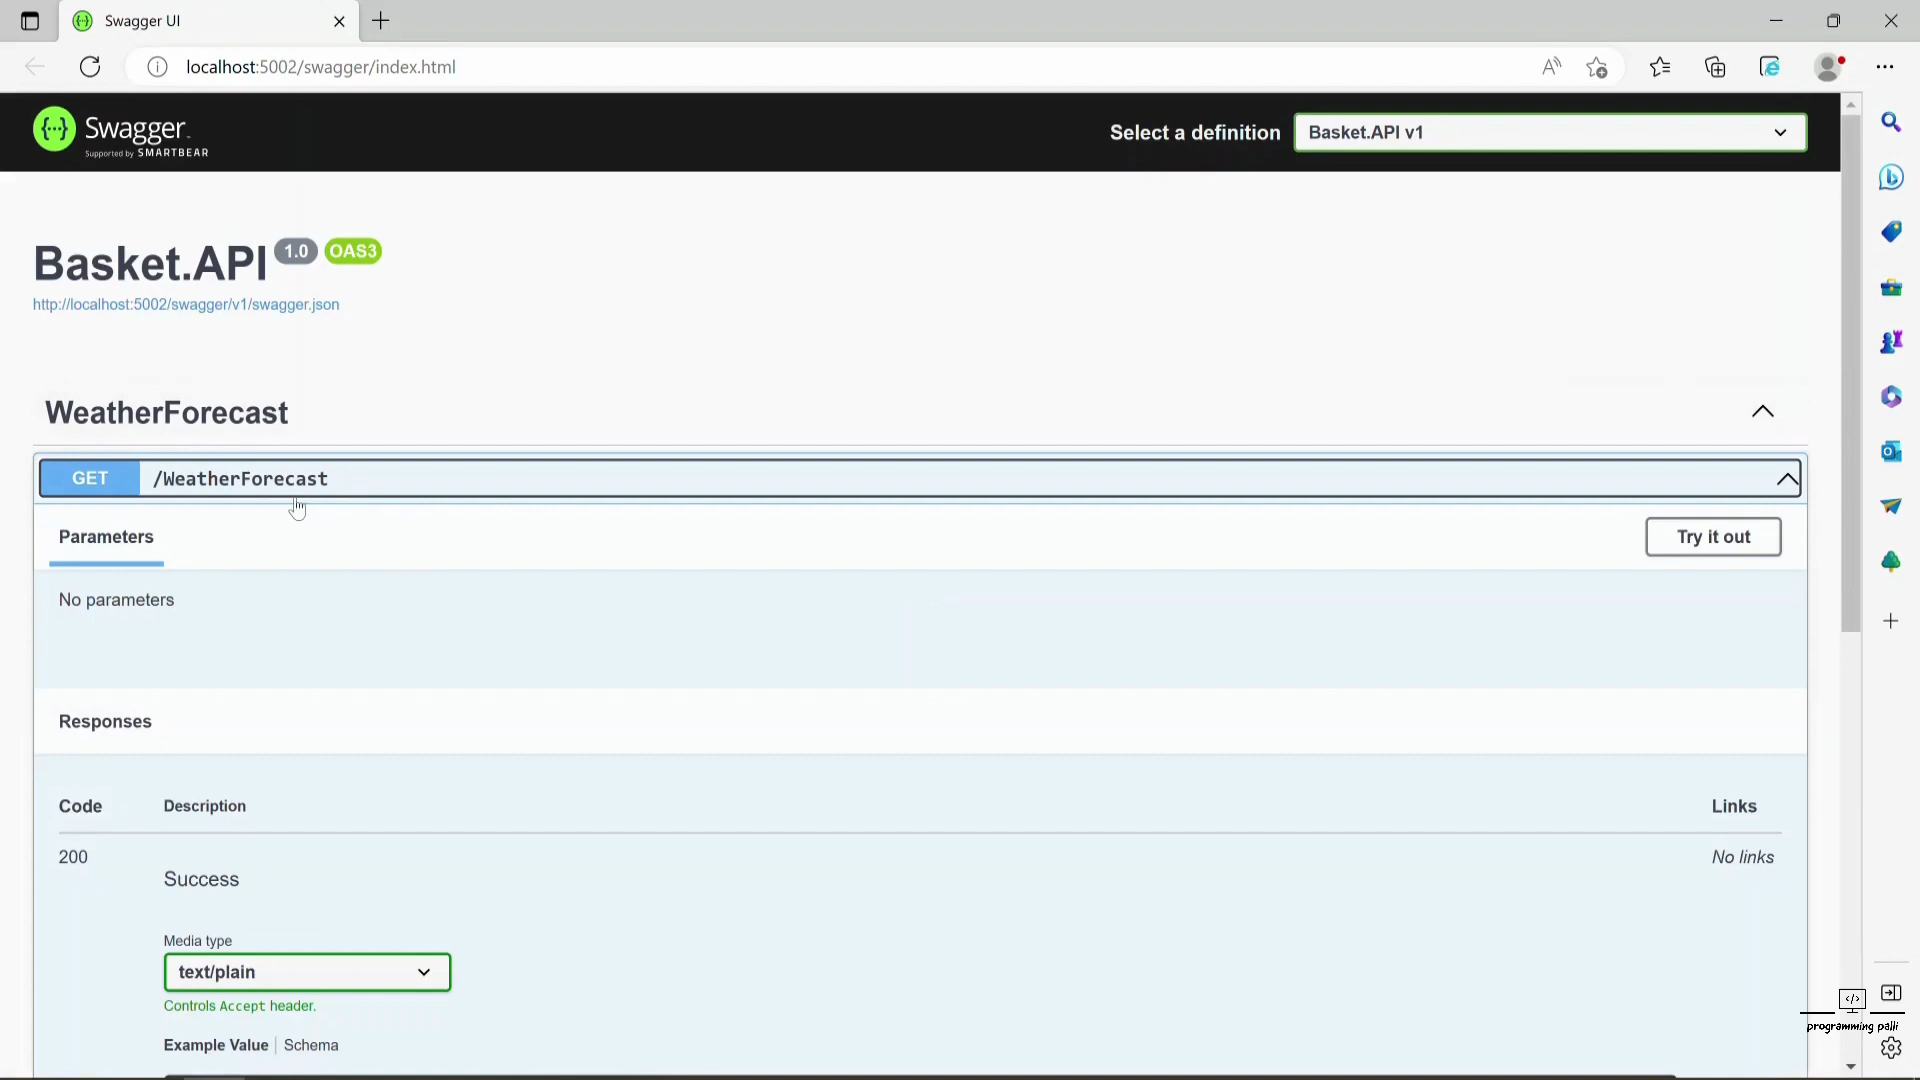 Swagger UI
localhost:5002/swagger/index.html
Swagger
Supported by SMARTBEAR
Select a definition
Basket.API v1
Basket.API 1.0 OAS3
http://localhost:5002/swagger/v1/swagger.json
WeatherForecast
GET /WeatherForecast
Parameters
Try it out
No parameters
Responses
Code Description Links
200 No links
Success
Media type
text/plain
Controls Accept header.
Example Value Schema
programming palli